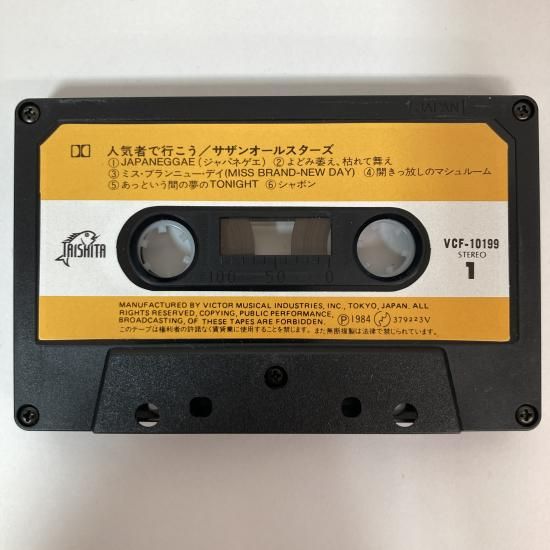 JAPAN
人気者で行こう／サザンオールスターズ
①JAPANEGGAE(ジャパネゲエ) ②よどみ萎え、枯れて舞え
③ミス・ブランニュー・デイ(MISS BRAND-NEW DAY) ④開きっ放しのマシュルーム
⑤あっという間の夢のTONIGHT ⑥シャボン
TAISHITA
VCF-10199
STEREO
1
100 50 0
MANUFACTURED BY VICTOR MUSICAL INDUSTRIES, INC., TOKYO, JAPAN. ALL
RIGHTS RESERVED, COPYING, PUBLIC PERFORMANCE,
BROADCASTING, OF THESE TAPES ARE FORBIDDEN. Ⓟ1984 379223V
このテープは権利者の許諾なく賃貸業に使用することを禁じます。また無断複製は法律で禁じられています。